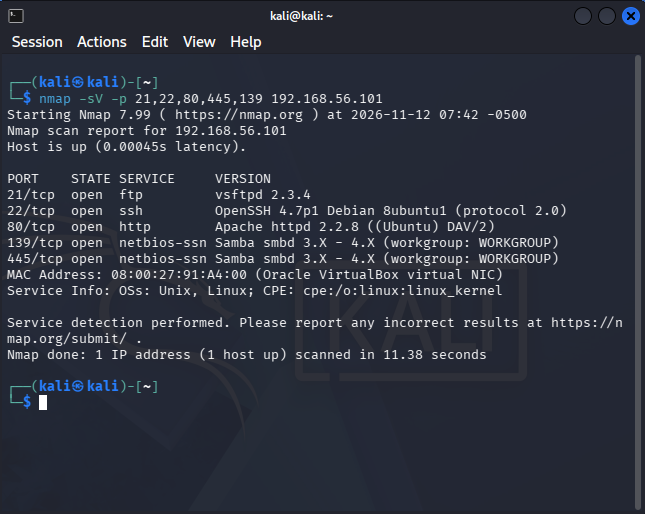 kali@kali: ~
Session Actions Edit View Help
┌──(kali㉿kali)-[~]
└─$ nmap -sV -p 21,22,80,445,139 192.168.56.101
Starting Nmap 7.99 ( https://nmap.org ) at 2026-11-12 07:42 -0500
Nmap scan report for 192.168.56.101
Host is up (0.00045s latency).
PORT    STATE SERVICE     VERSION
21/tcp  open  ftp         vsftpd 2.3.4
22/tcp  open  ssh         OpenSSH 4.7p1 Debian 8ubuntu1 (protocol 2.0)
80/tcp  open  http        Apache httpd 2.2.8 ((Ubuntu) DAV/2)
139/tcp open  netbios-ssn Samba smbd 3.X - 4.X (workgroup: WORKGROUP)
445/tcp open  netbios-ssn Samba smbd 3.X - 4.X (workgroup: WORKGROUP)
MAC Address: 08:00:27:91:A4:00 (Oracle VirtualBox virtual NIC)
Service Info: OSs: Unix, Linux; CPE: cpe:/o:linux:linux_kernel
Service detection performed. Please report any incorrect results at https://n
map.org/submit/ .
Nmap done: 1 IP address (1 host up) scanned in 11.38 seconds
┌──(kali㉿kali)-[~]
└─$
KALI